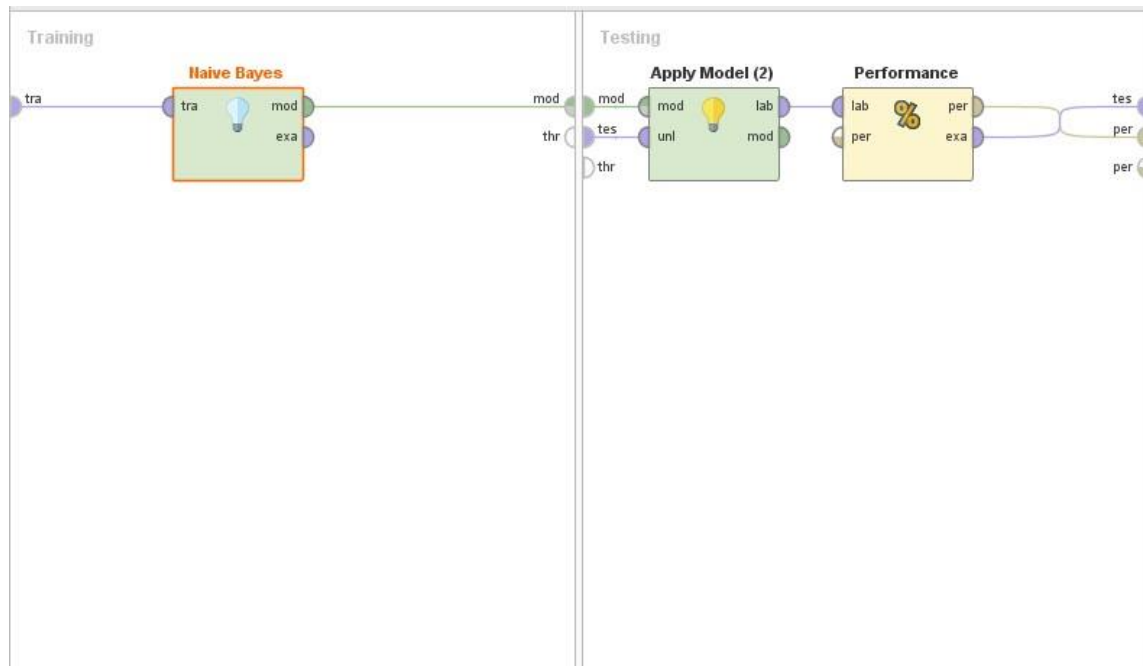 Training
Testing
Naive Bayes
Apply Model (2)
Performance
tra
tra
mod
mod
mod
mod
lab
lab
per
tes
exa
thr
tes
unl
mod
per
exa
per
thr
per